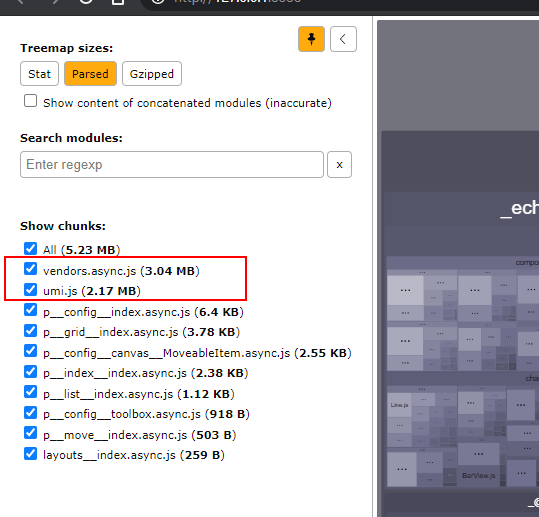 Treemap sizes:
Stat Parsed Gzipped
Show content of concatenated modules (inaccurate)
Search modules:
Enter regexp x
Show chunks:
All (5.23 MB)
vendors.async.js (3.04 MB)
umi.js (2.17 MB)
p__config__index.async.js (6.4 KB)
p__grid__index.async.js (3.78 KB)
p__config__canvas__MoveableItem.async.js (2.55 KB)
p__index__index.async.js (2.38 KB)
p__list__index.async.js (1.12 KB)
p__config__toolbox.async.js (918 B)
p__move__index.async.js (503 B)
layouts__index.async.js (259 B)
_ech
compo
cha
Line.js
BarView.js